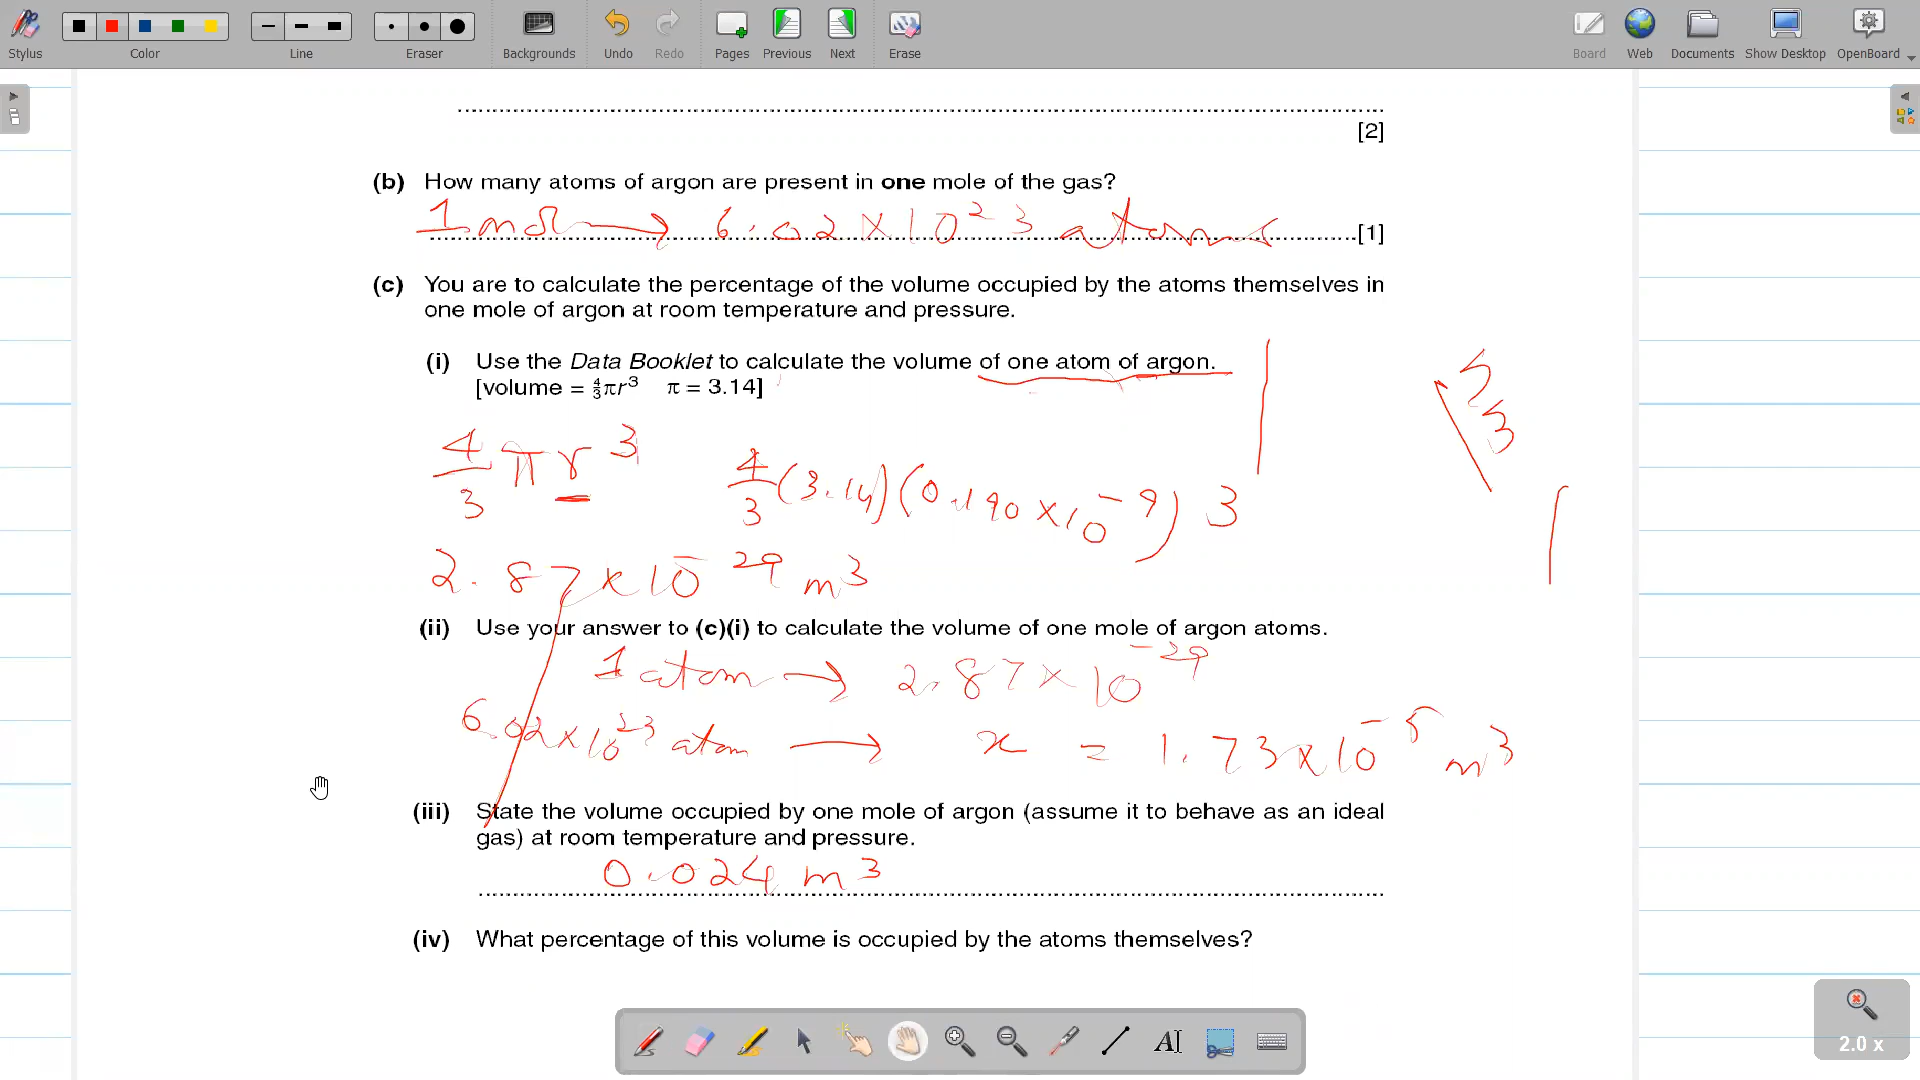 Stylus Color Line Eraser Backgrounds Undo Redo Pages Previous Next Erase Board Web Documents Show Desktop OpenBoard
[2]
(b) How many atoms of argon are present in one mole of the gas?
1 mol → 6.02 × 10²³ atoms [1]
(c) You are to calculate the percentage of the volume occupied by the atoms themselves in
one mole of argon at room temperature and pressure.
(i) Use the Data Booklet to calculate the volume of one atom of argon.
[volume = 4/3πr³ π = 3.14]
4/3 π r³ 4/3 (3.14) (0.190 × 10⁻⁹) 3
2.87 × 10⁻²⁹ m³
(ii) Use your answer to (c)(i) to calculate the volume of one mole of argon atoms.
1 atom → 2.87 × 10⁻²⁹
6.02 × 10²³ atom → x = 1.73 × 10⁻⁵ m³
(iii) State the volume occupied by one mole of argon (assume it to behave as an ideal
gas) at room temperature and pressure.
0.024 m³
(iv) What percentage of this volume is occupied by the atoms themselves?
AI
2.0 x